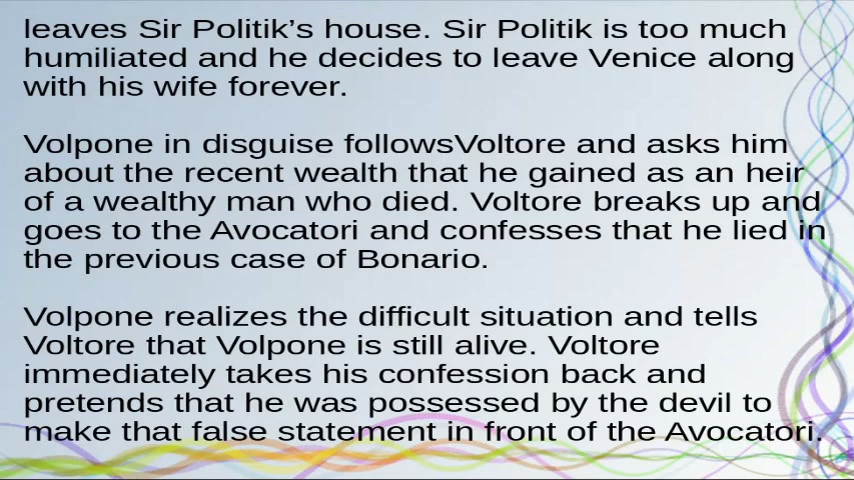 leaves Sir Politik’s house. Sir Politik is too much
humiliated and he decides to leave Venice along
with his wife forever.
Volpone in disguise followsVoltore and asks him
about the recent wealth that he gained as an heir
of a wealthy man who died. Voltore breaks up and
goes to the Avocatori and confesses that he lied in
the previous case of Bonario.
Volpone realizes the difficult situation and tells
Voltore that Volpone is still alive. Voltore
immediately takes his confession back and
pretends that he was possessed by the devil to
make that false statement in front of the Avocatori.